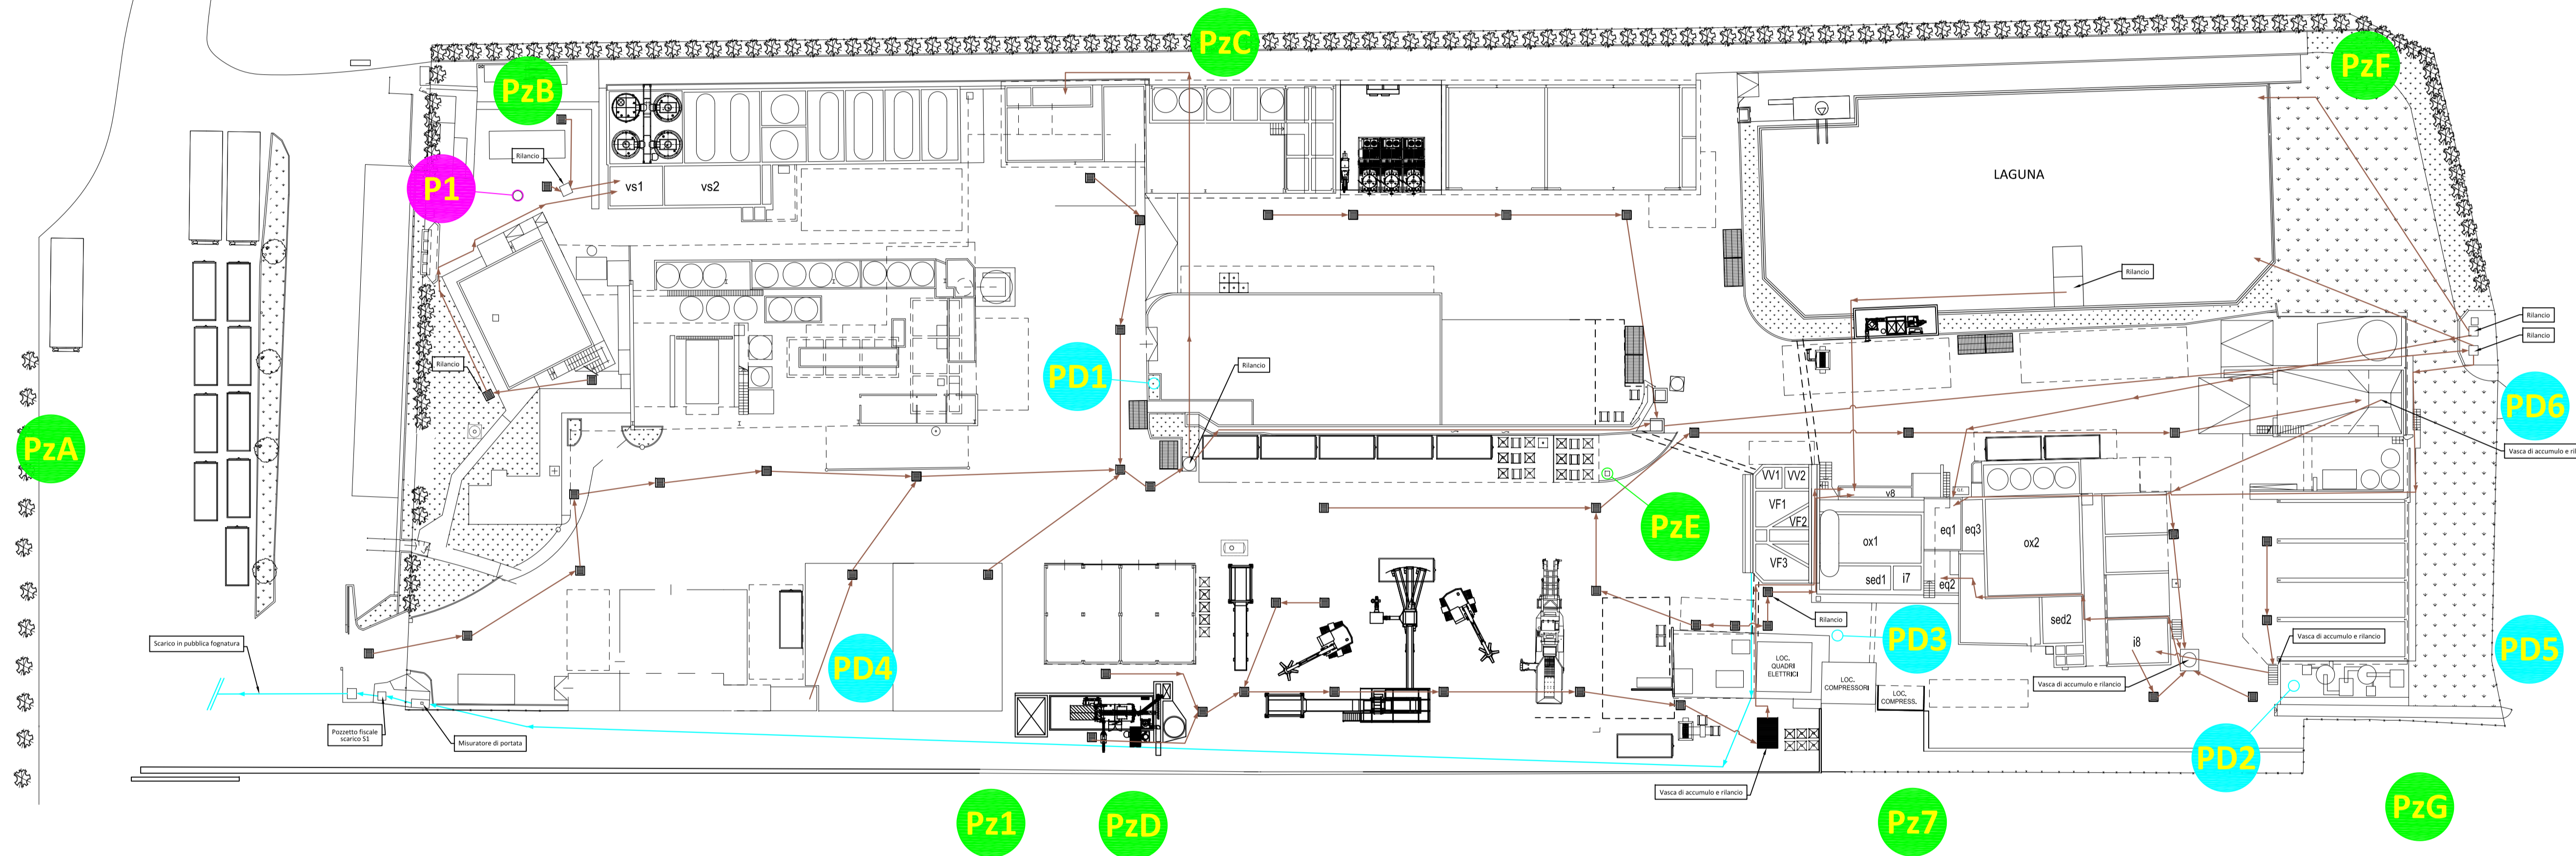 PzC
PzF
PzB
P1
Rilancio
vs1
vs2
LAGUNA
Rilancio
Rilancio
Rilancio
Rilancio
Rilancio
PD1
PD6
PzA
Vasca di accumulo e ril
VV1
VV2
VF1
VF2
VF3
v8
ox1
eq1
eq3
ox2
sed1
i7
eq2
PzE
Rilancio
sed2
i8
PD3
PD4
PD5
Scarico in pubblica fognatura
Vasca di accumulo e rilancio
LOC.
QUADRI
ELETTRICI
LOC.
COMPRESSORI
LOC.
COMPRESS.
Vasca di accumulo e rilancio
Pozzetto fiscale
scarico S1
Misuratore di portata
PD2
Vasca di accumulo e rilancio
Pz1
PzD
Pz7
PzG